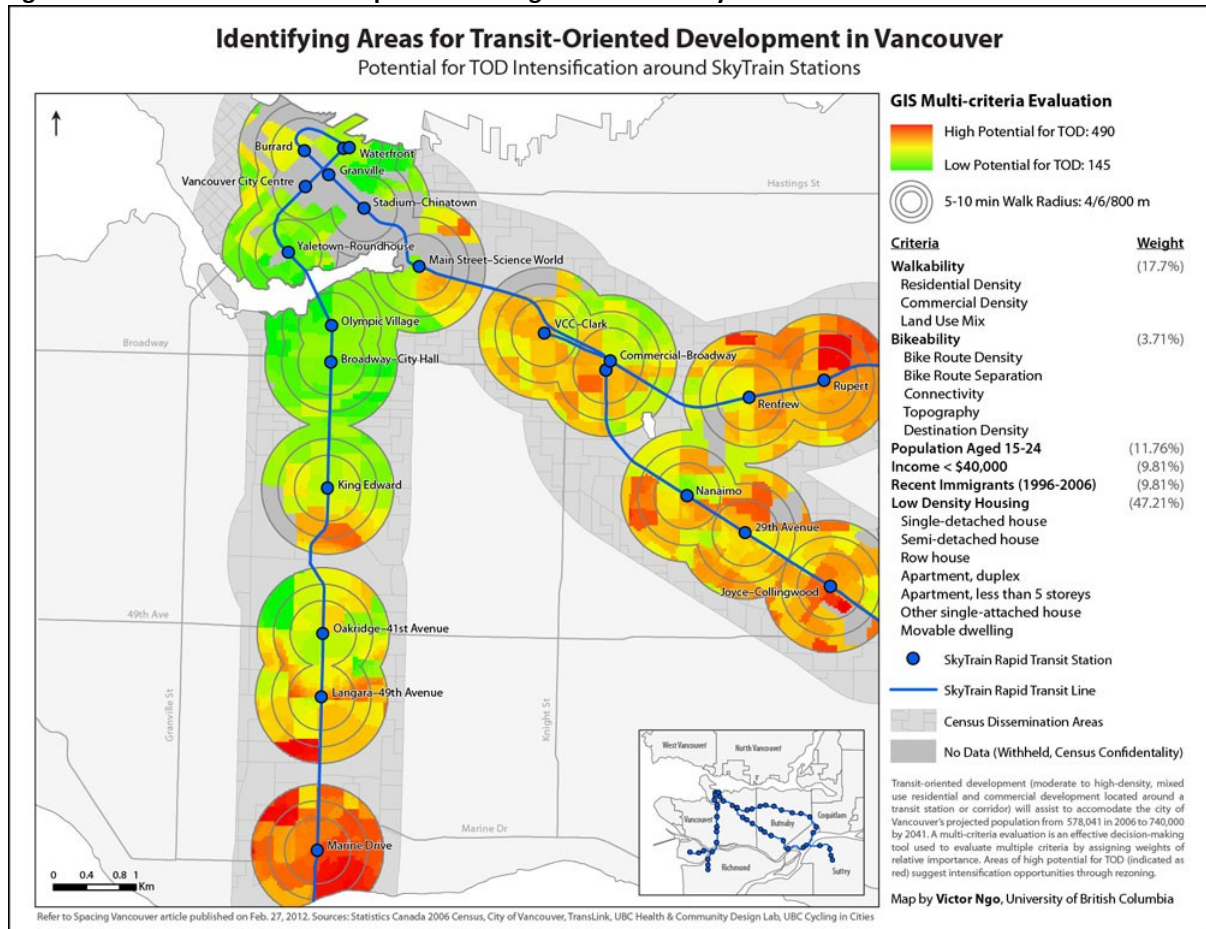 Identifying Areas for Transit-Oriented Development in Vancouver
Potential for TOD Intensification around SkyTrain Stations
Burrard
Waterfront
Granville
Vancouver City Centre
Hastings St
Stadium–Chinatown
Yaletown–Roundhouse
Main Street–Science World
Olympic Village
VCC–Clark
Broadway
Broadway–City Hall
Commercial–Broadway
Rupert
Renfrew
King Edward
Nanaimo
29th Avenue
Joyce–Collingwood
49th Ave
Oakridge–41st Avenue
Langara–49th Avenue
Granville St
Knight St
Marine Dr
Marine Drive
0 0.4 0.8 1
Km
West Vancouver
North Vancouver
Vancouver
Burnaby
Coquitlam
Richmond
Surrey
GIS Multi-criteria Evaluation
High Potential for TOD: 490
Low Potential for TOD: 145
5-10 min Walk Radius: 4/6/800 m
Criteria Weight
Walkability (17.7%)
Residential Density
Commercial Density
Land Use Mix
Bikeability (3.71%)
Bike Route Density
Bike Route Separation
Connectivity
Topography
Destination Density
Population Aged 15-24 (11.76%)
Income < $40,000 (9.81%)
Recent Immigrants (1996-2006) (9.81%)
Low Density Housing (47.21%)
Single-detached house
Semi-detached house
Row house
Apartment, duplex
Apartment, less than 5 storeys
Other single-attached house
Movable dwelling
SkyTrain Rapid Transit Station
SkyTrain Rapid Transit Line
Census Dissemination Areas
No Data (Withheld, Census Confidentality)
Transit-oriented development (moderate to high-density, mixed
use residential and commercial development located around a
transit station or corridor) will assist to accomodate the city of
Vancouver's projected population from 578,041 in 2006 to 740,000
by 2041. A multi-criteria evaluation is an effective decision-making
tool used to evaluate multiple criteria by assigning weights of
relative importance. Areas of high potential for TOD (indicated as
red) suggest intensification opportunities through rezoning.
Map by Victor Ngo, University of British Columbia
Refer to Spacing Vancouver article published on Feb. 27, 2012. Sources: Statistics Canada 2006 Census, City of Vancouver, TransLink, UBC Health & Community Design Lab, UBC Cycling in Cities